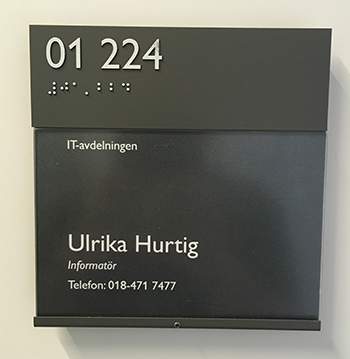 01 224
⠼⠚⠁⠄⠃⠃⠙
IT-avdelningen
Ulrika Hurtig
Informatör
Telefon: 018-471 7477